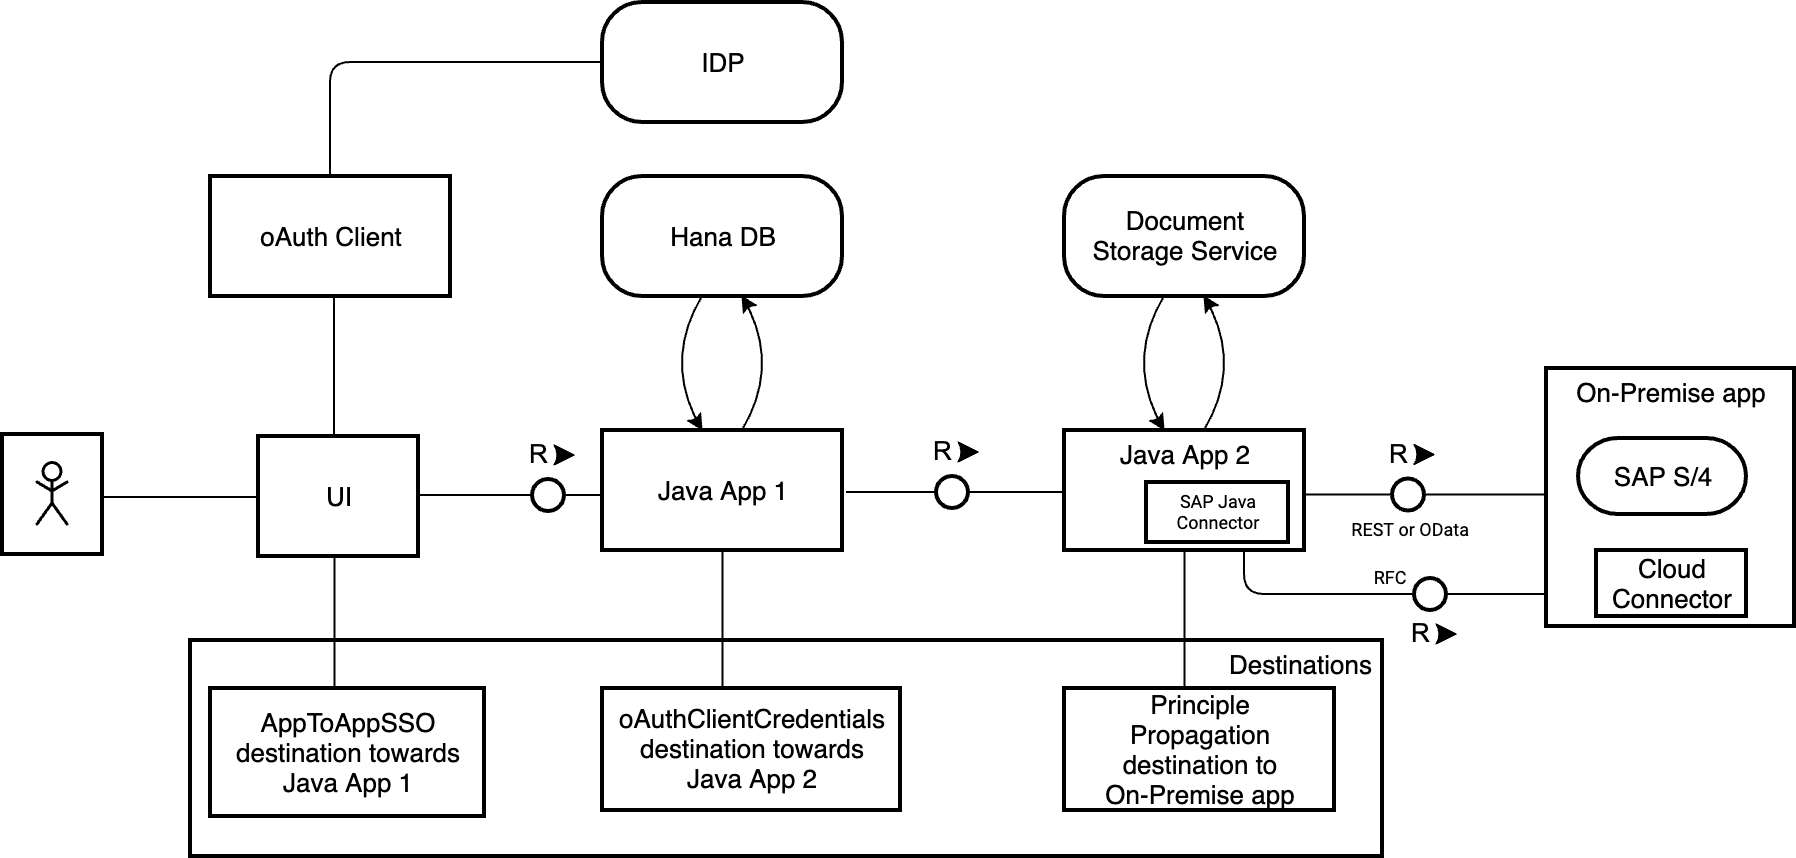 IDP
oAuth Client
Hana DB
Document
Storage Service
UI
R
Java App 1
R
Java App 2
SAP Java
Connector
R
REST or OData
RFC
R
On-Premise app
SAP S/4
Cloud
Connector
Destinations
AppToAppSSO
destination towards
Java App 1
oAuthClientCredentials
destination towards
Java App 2
Principle
Propagation
destination to
On-Premise app